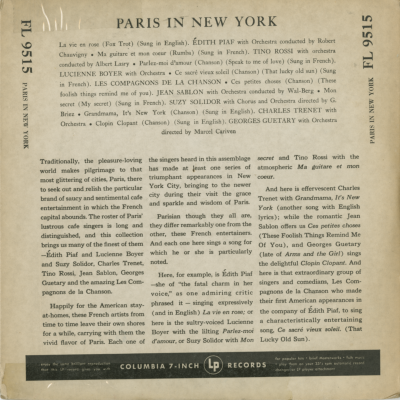 PARIS IN NEW YORK
FL 9515
PARIS IN NEW YORK
FL 9515
PARIS IN NEW YORK
La vie en rose (Fox Trot) (Sung in English). ÉDITH PIAF with Orchestra conducted by Robert
Chauvigny • Ma guitare et mon coeur (Rumba) (Sung in French). TINO ROSSI with orchestra
conducted by Albert Lasry • Parlez-moi d'amour (Speak to me of love) (Sung in French).
LUCIENNE BOYER with Orchestra • Ce sacré vieux soleil (Chanson) (That lucky old sun) (Sung
in French). LES COMPAGNONS DE LA CHANSON • Ces petites choses (Chanson) (These
foolish things remind me of you). JEAN SABLON with Orchestra conducted by Wal-Berg • Mon
secret (My secret) (Sung in French). SUZY SOLIDOR with Chorus and Orchestra directed by G.
Briez • Grandmama, It's New York (Chanson) (Sung in English). CHARLES TRENET with
Orchestra • Clopin Clopant (Chanson) (Sung in English). GEORGES GUETARY with Orchestra
directed by Marcel Cariven
Traditionally, the pleasure-loving
world makes pilgrimage to that
most glittering of cities, Paris, there
to seek out and relish the particular
brand of saucy and sentimental cafe
entertainment in which the French
capital abounds. The roster of Paris'
lustrous cafe singers is long and
distinguished, and this collection
brings us many of the finest of them
—Édith Piaf and Lucienne Boyer
and Suzy Solidor, Charles Trenet,
Tino Rossi, Jean Sablon, Georges
Guetary and the amazing Les Com-
pagnons de la Chanson.
Happily for the American stay-
at-homes, these French artists from
time to time leave their own shores
for a while, carrying with them the
vivid flavor of Paris. Each one of
the singers heard in this assemblage
has made at least one series of
triumphant appearances in New
York City, bringing to the newer
city during their visit the grace
and sparkle and wisdom of Paris.
Parisian though they all are,
they differ remarkably one from the
other, these French entertainers.
And each one here sings a song for
which he or she is particularly
noted.
Here, for example, is Édith Piaf
—she of "the fatal charm in her
voice," as one admiring critic
phrased it — singing expressively
(and in English) La vie en rose; or
here is the sultry-voiced Lucienne
Boyer with the lilting Parlez-moi
d'amour, or Suzy Solidor with Mon
secret and Tino Rossi with the
atmospheric Ma guitare et mon
coeur.
And here is effervescent Charles
Trenet with Grandmama, It's New
York (another song with English
lyrics); while the romantic Jean
Sablon offers us Ces petites choses
(These Foolish Things Remind Me
Of You), and Georges Guetary
(late of Arms and the Girl) sings
the delightful Clopin Clopant. And
here is that extraordinary group of
singers and comedians, Les Com-
pagnons de la Chanson who made
their first American appearances in
the company of Édith Piaf, to sing
a characteristically entertaining
song, Ce sacré vieux soleil. (That
Lucky Old Sun).
COLUMBIA 7-INCH Lp RECORDS